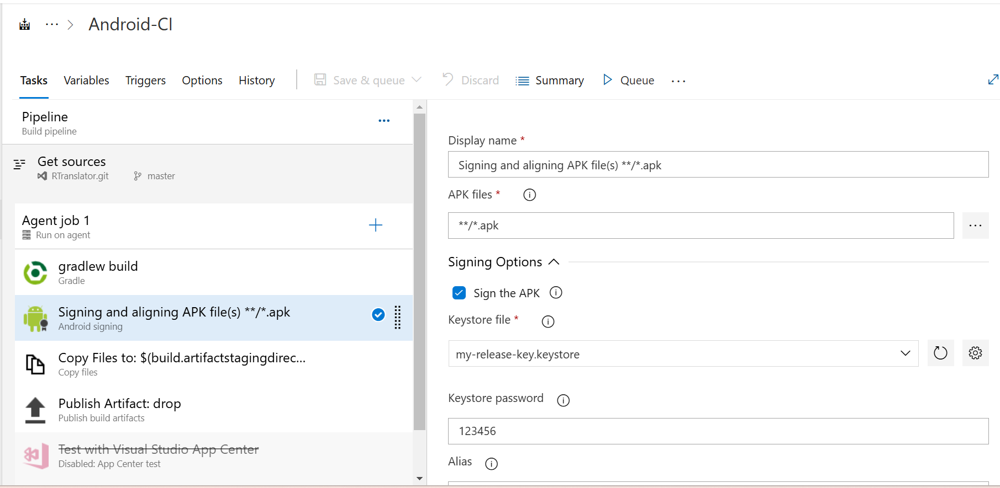 Android-CI
Tasks Variables Triggers Options History Save & queue Discard Summary Queue
Pipeline
Build pipeline
Get sources
RTranslator.git master
Agent job 1
Run on agent
gradlew build
Gradle
Signing and aligning APK file(s) **/*.apk
Android signing
Copy Files to: $(build.artifactstagingdirec...
Copy files
Publish Artifact: drop
Publish build artifacts
Test with Visual Studio App Center
Disabled: App Center test
Display name *
Signing and aligning APK file(s) **/*.apk
APK files *
**/*.apk
Signing Options
Sign the APK
Keystore file *
my-release-key.keystore
Keystore password
123456
Alias